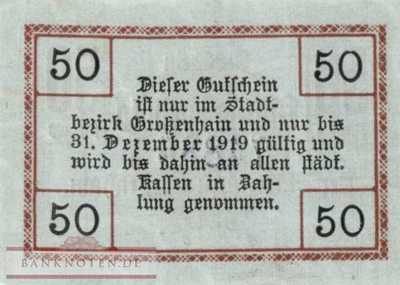 50 50
Dieser Gutschein
ist nur im Stadt-
bezirk Großenhain und nur bis
31. Dezember 1919 gültig und
wird bis dahin an allen städt.
Kassen in Zah-
lung genommen.
50 50
BANKNOTEN.DE